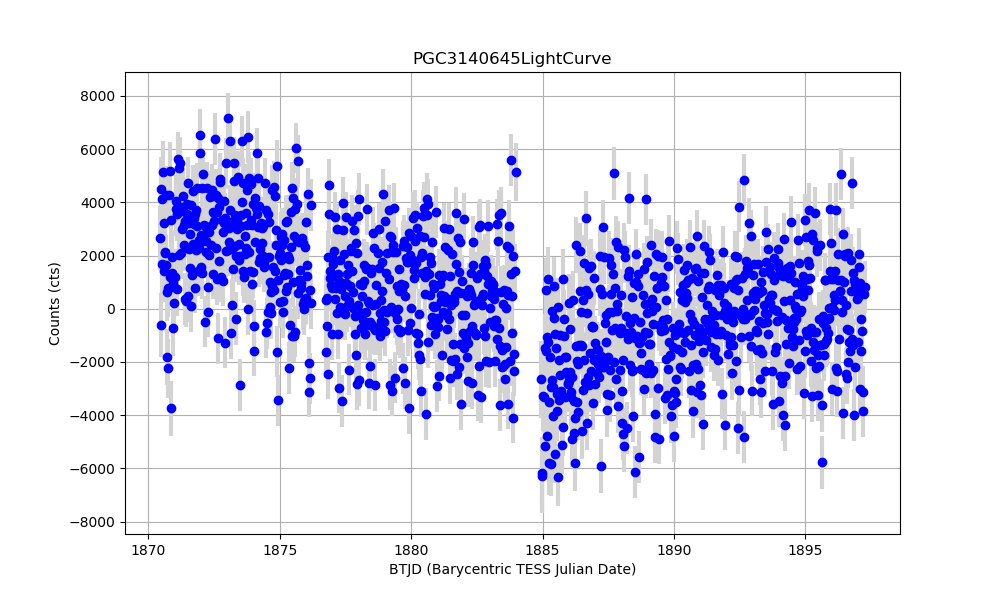 PGC3140645LightCurve
8000
6000
4000
2000
0
−2000
−4000
−6000
−8000
Counts (cts)
1870 1875 1880 1885 1890 1895
BTJD (Barycentric TESS Julian Date)